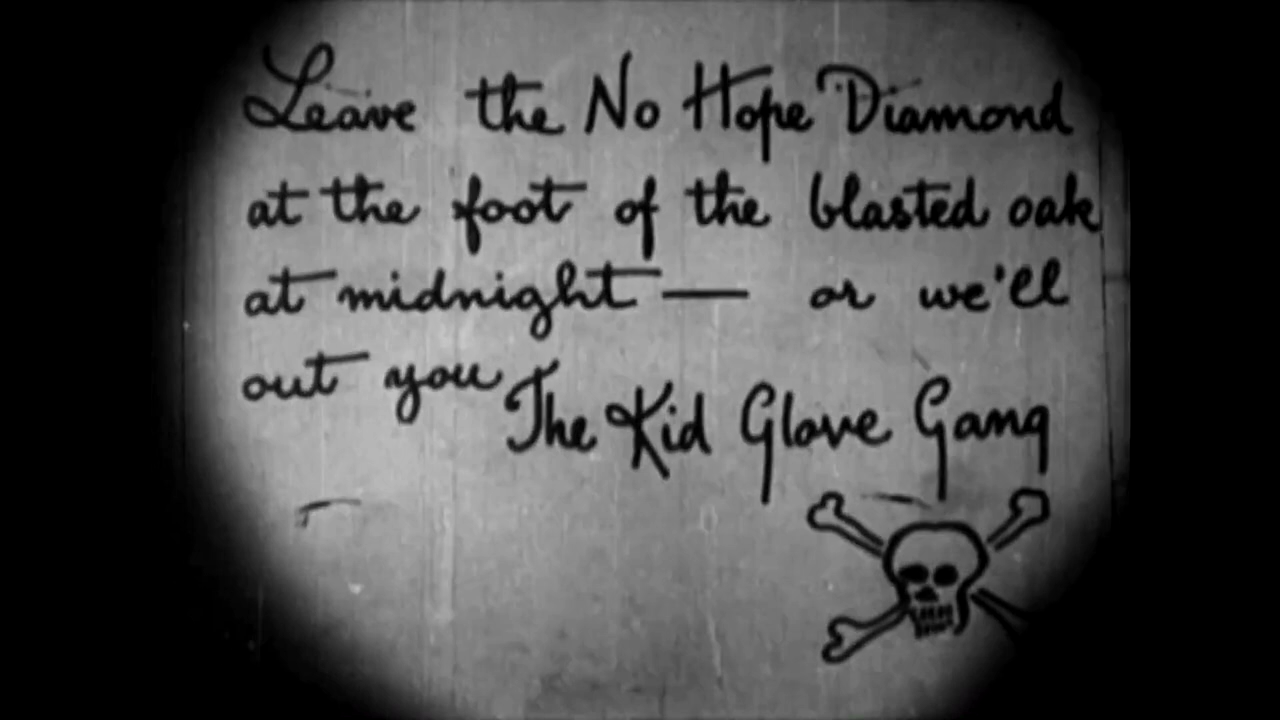 Leave the No Hope Diamond
at the foot of the blasted oak
at midnight — or we'll
out you
The Kid Glove Gang